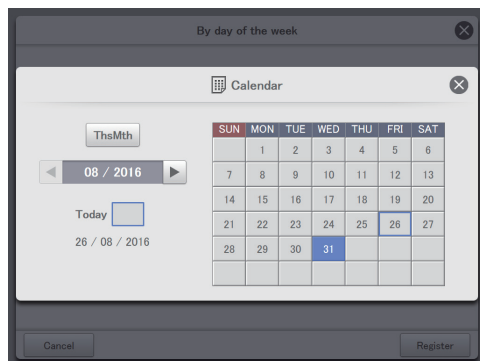 By day of the week
Calendar
ThsMth
08 / 2016
Today
26 / 08 / 2016
SUN MON TUE WED THU FRI SAT
1 2 3 4 5 6
7 8 9 10 11 12 13
14 15 16 17 18 19 20
21 22 23 24 25 26 27
28 29 30 31
Cancel Register